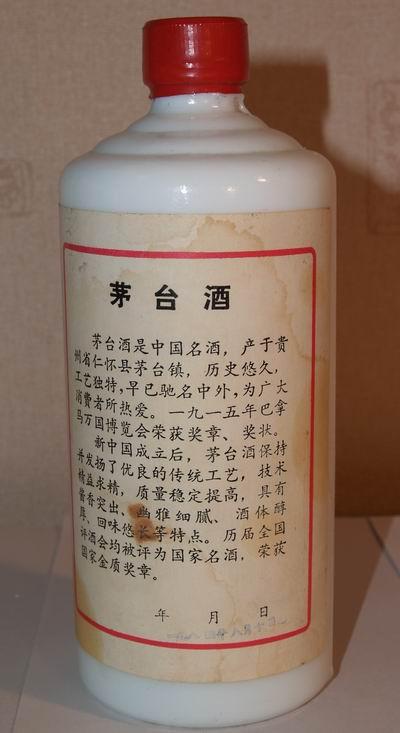 茅台酒
茅台酒是中国名酒，产于贵
州省仁怀县茅台镇，历史悠久，
工艺独特，早已驰名中外，为广大
消费者所热爱。一九一五年巴拿
马万国博览会荣获奖章、奖状。
新中国成立后，茅台酒保持
并发扬了优良的传统工艺，技术
精益求精，质量稳定提高，具有
酱香突出、幽雅细腻、酒体醇
厚、回味悠长等特点。历届全国
评酒会均被评为国家名酒，荣获
国家金质奖章。
年 月 日